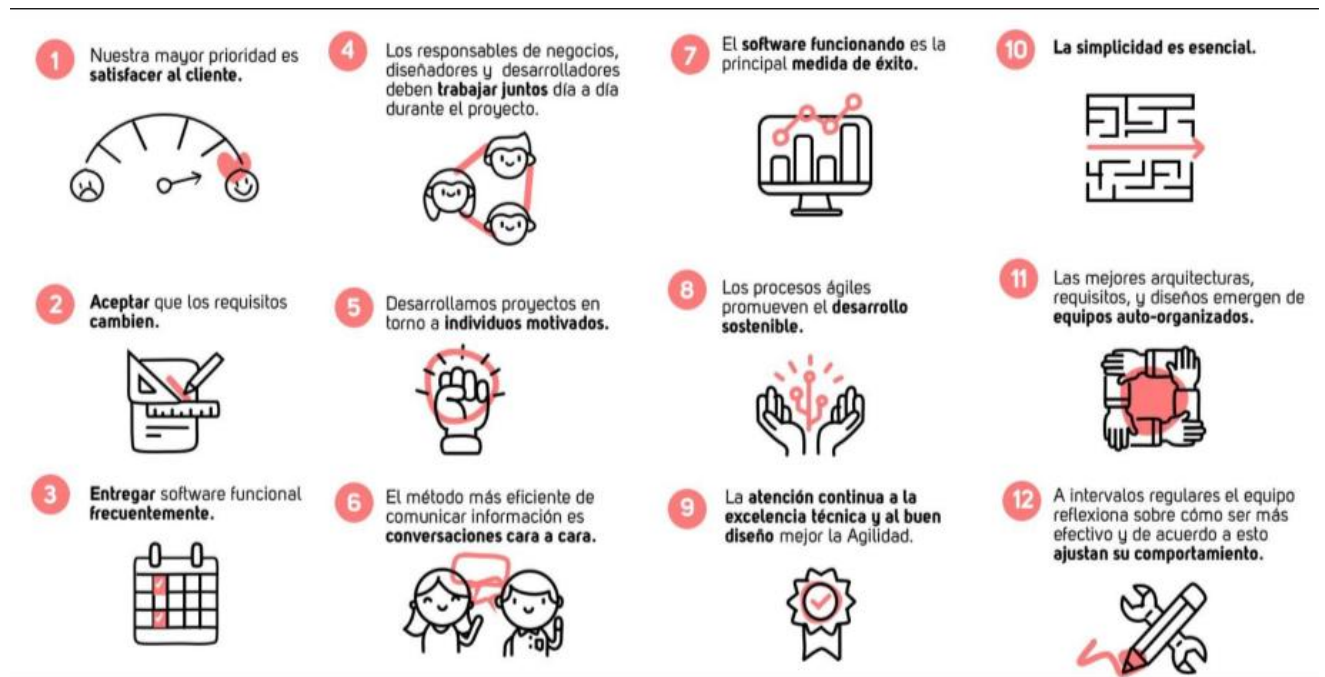 1
Nuestra mayor prioridad es
satisfacer al cliente.
2
Aceptar que los requisitos
cambien.
3
Entregar software funcional
frecuentemente.
4
Los responsables de negocios,
diseñadores y desarrolladores
deben trabajar juntos día a día
durante el proyecto.
5
Desarrollamos proyectos en
torno a individuos motivados.
6
El método más eficiente de
comunicar información es
conversaciones cara a cara.
7
El software funcionando es la
principal medida de éxito.
8
Los procesos ágiles
promueven el desarrollo
sostenible.
9
La atención continua a la
excelencia técnica y al buen
diseño mejor la Agilidad.
10
La simplicidad es esencial.
11
Las mejores arquitecturas,
requisitos, y diseños emergen de
equipos auto-organizados.
12
A intervalos regulares el equipo
reflexiona sobre cómo ser más
efectivo y de acuerdo a esto
ajustan su comportamiento.